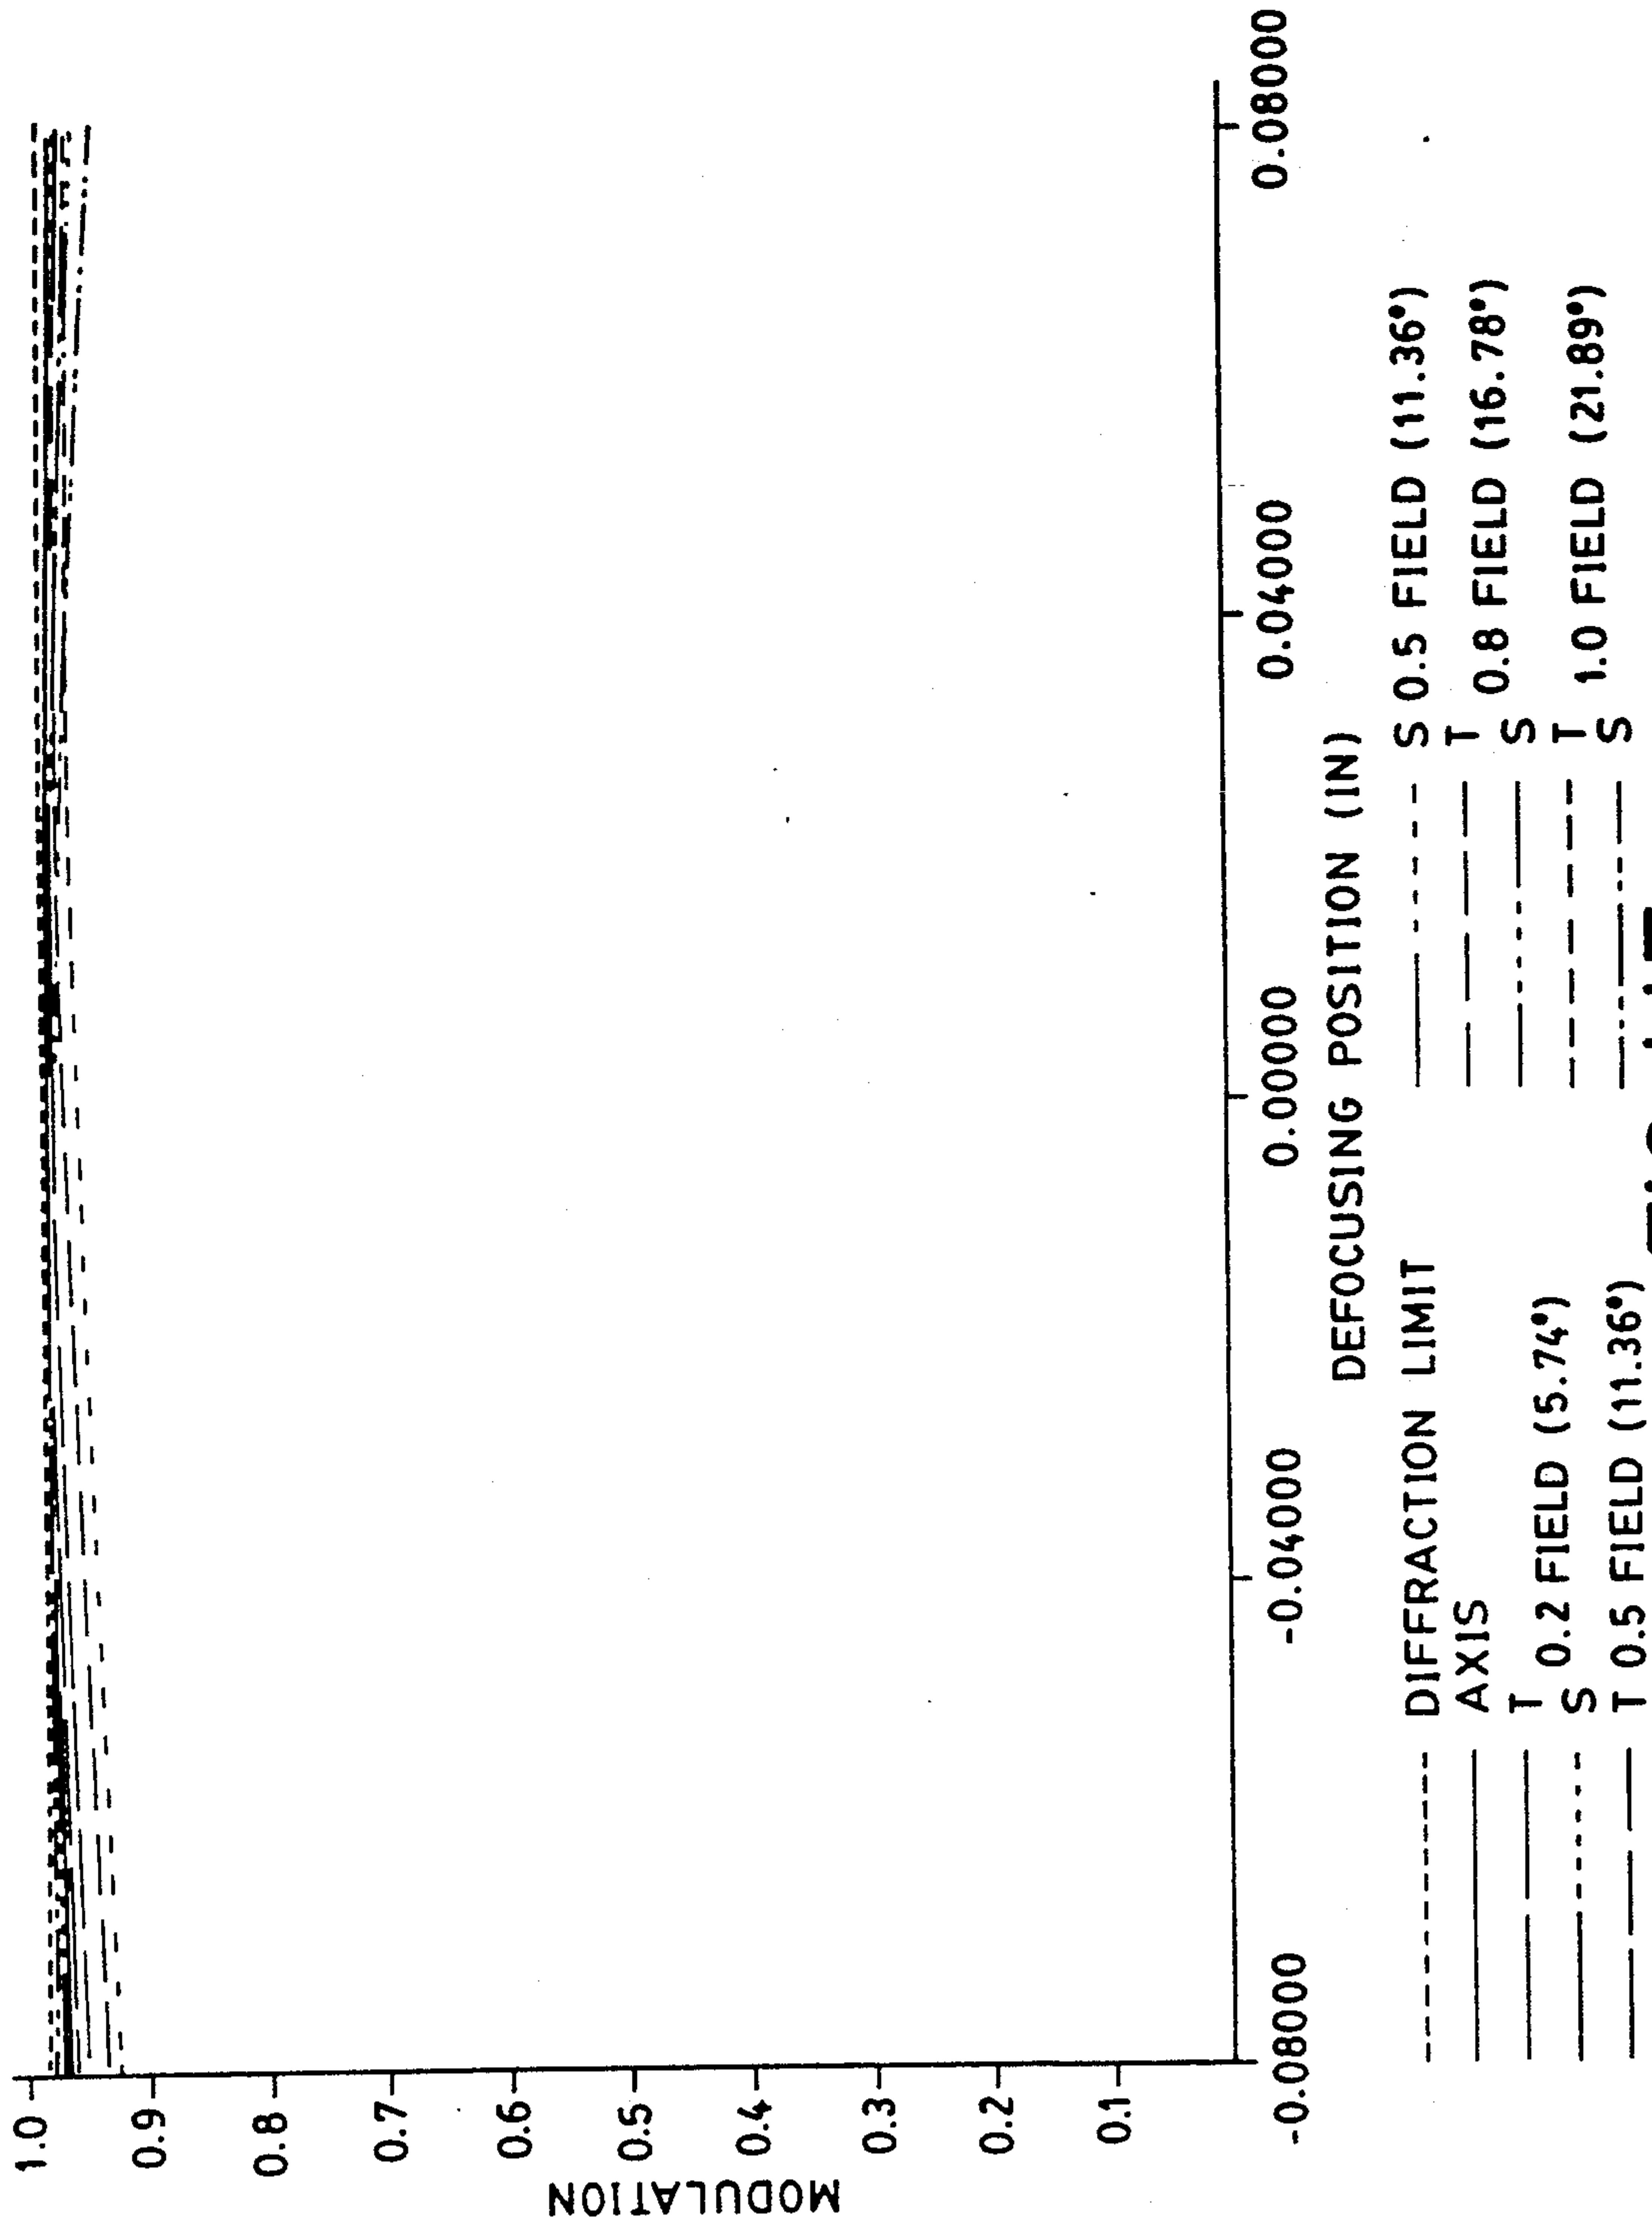 MODULATION
1.0
0.9
0.8
0.7
0.6
0.5
0.4
0.3
0.2
0.1
-0.08000
-0.04000
0.00000
0.04000
0.08000
DEFOCUSING POSITION (IN)
DIFFRACTION LIMIT
AXIS
T
0.2 FIELD (5.74°)
S
T 0.5 FIELD (11.36°)
S 0.5 FIELD (11.36°)
T
0.8 FIELD (16.78°)
S
T
1.0 FIELD (21.89°)
S